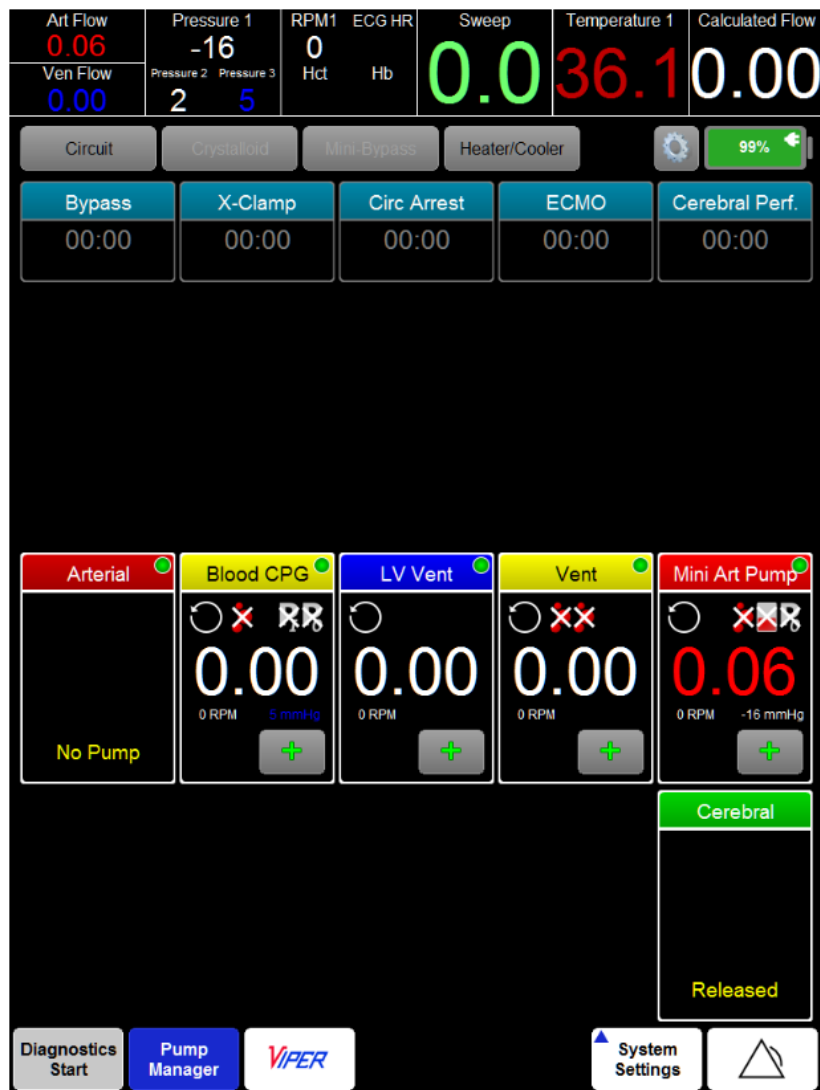 Art Flow
0.06
Ven Flow
0.00
Pressure 1
-16
Pressure 2 Pressure 3
2 5
RPM1 ECG HR
0
Hct Hb
Sweep
0.0
Temperature 1
36.1
Calculated Flow
0.00
Circuit Crystalloid Mini-Bypass Heater/Cooler 99%
Bypass X-Clamp Circ Arrest ECMO Cerebral Perf.
00:00 00:00 00:00 00:00 00:00
Arterial Blood CPG LV Vent Vent Mini Art Pump
0.00 0.00 0.00 0.06
0 RPM 5 mmHg 0 RPM 0 RPM 0 RPM -16 mmHg
No Pump
Cerebral
Released
Diagnostics
Start
Pump
Manager
VIPER
System
Settings